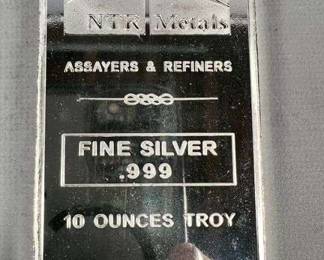 NTR Metals
ASSAYERS & REFINERS
FINE SILVER
.999
10 OUNCES TROY